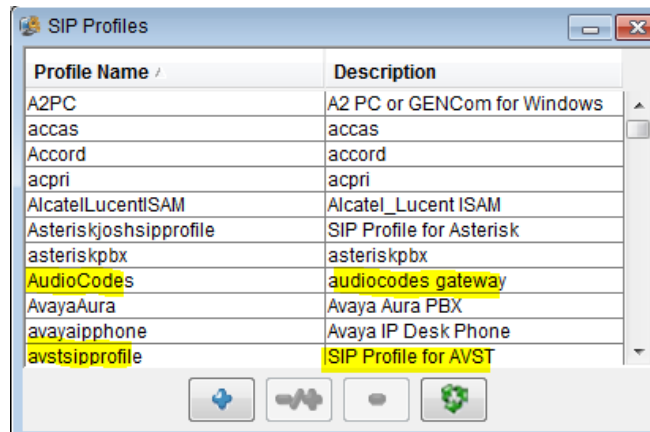 SIP Profiles
Profile Name Description
A2PC A2 PC or GENCom for Windows
accas accas
Accord accord
acpri acpri
AlcatelLucentISAM Alcatel_Lucent ISAM
Asteriskjoshsipprofile SIP Profile for Asterisk
asteriskpbx asteriskpbx
AudioCodes audiocodes gateway
AvayaAura Avaya Aura PBX
avayaipphone Avaya IP Desk Phone
avstsipprofile SIP Profile for AVST